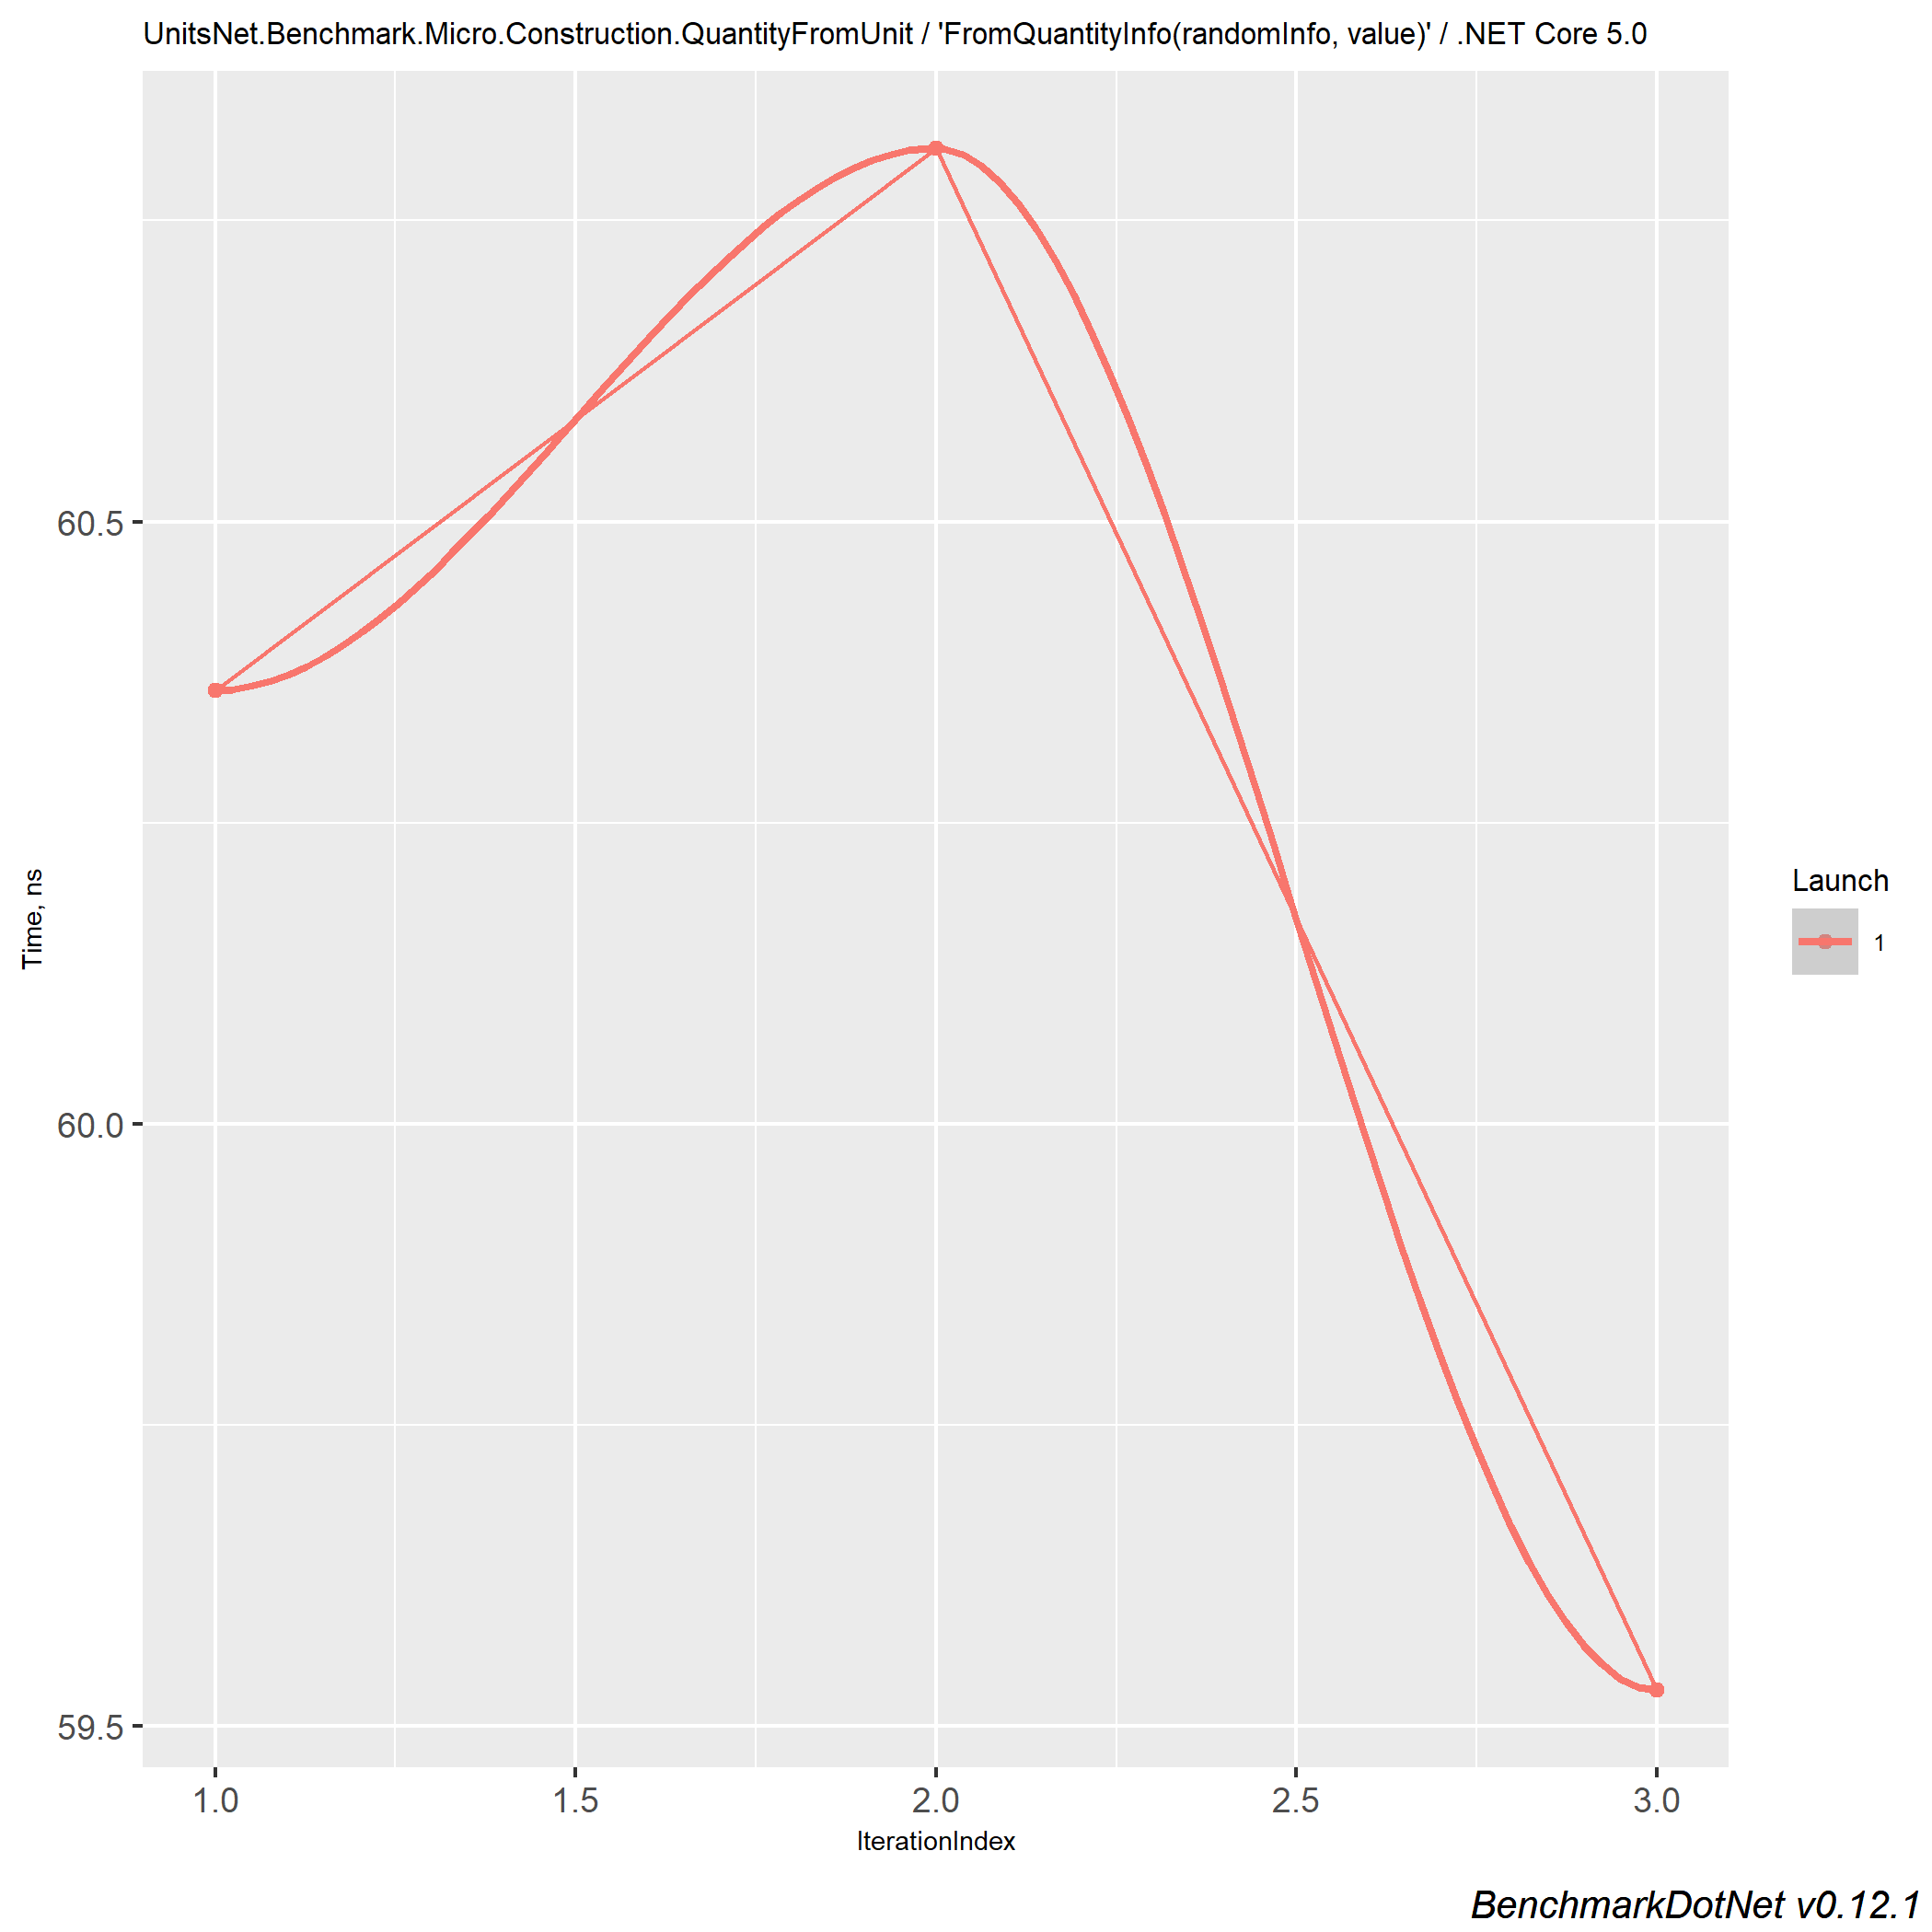 UnitsNet.Benchmark.Micro.Construction.QuantityFromUnit / 'FromQuantityInfo(randomInfo, value)' / .NET Core 5.0
60.5
60.0
59.5
Time, ns
1.0 1.5 2.0 2.5 3.0
IterationIndex
Launch
1
BenchmarkDotNet v0.12.1